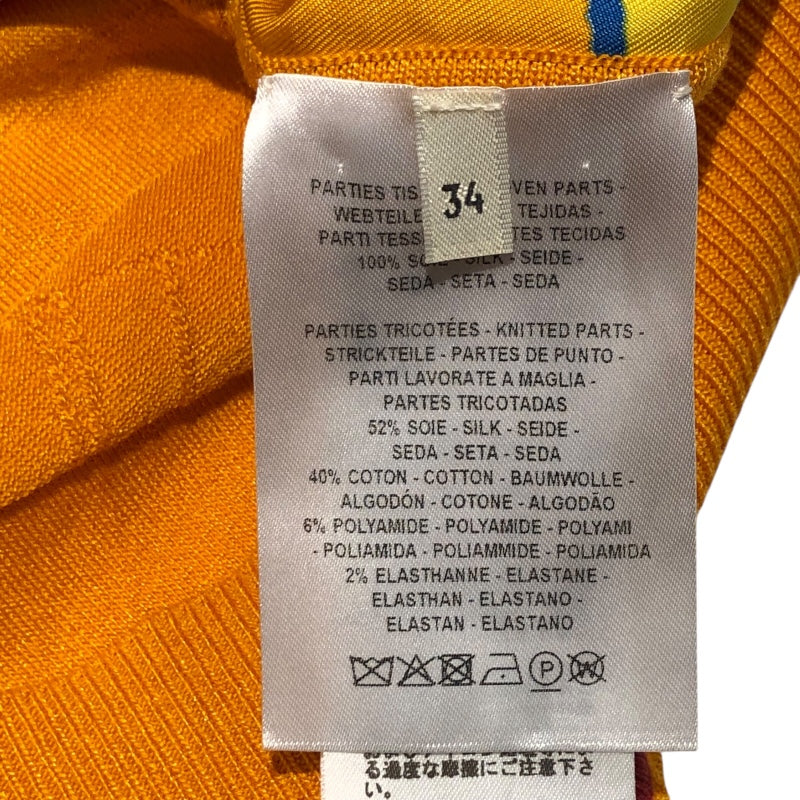 34
PARTIES TIS VEN PARTS -
WEBTEILE TEJIDAS -
PARTI TESS TES TECIDAS
100% SOIE - SILK - SEIDE -
SEDA - SETA - SEDA
PARTIES TRICOTÉES - KNITTED PARTS -
STRICKTEILE - PARTES DE PUNTO -
PARTI LAVORATE A MAGLIA -
PARTES TRICOTADAS
52% SOIE - SILK - SEIDE -
SEDA - SETA - SEDA
40% COTON - COTTON - BAUMWOLLE -
ALGODÓN - COTONE - ALGODÃO
6% POLYAMIDE - POLYAMIDE - POLYAMI
- POLIAMIDA - POLIAMMIDE - POLIAMIDA
2% ELASTHANNE - ELASTANE -
ELASTHAN - ELASTANO -
ELASTAN - ELASTANO
P W
る過度な摩擦にご注意下さ
い。